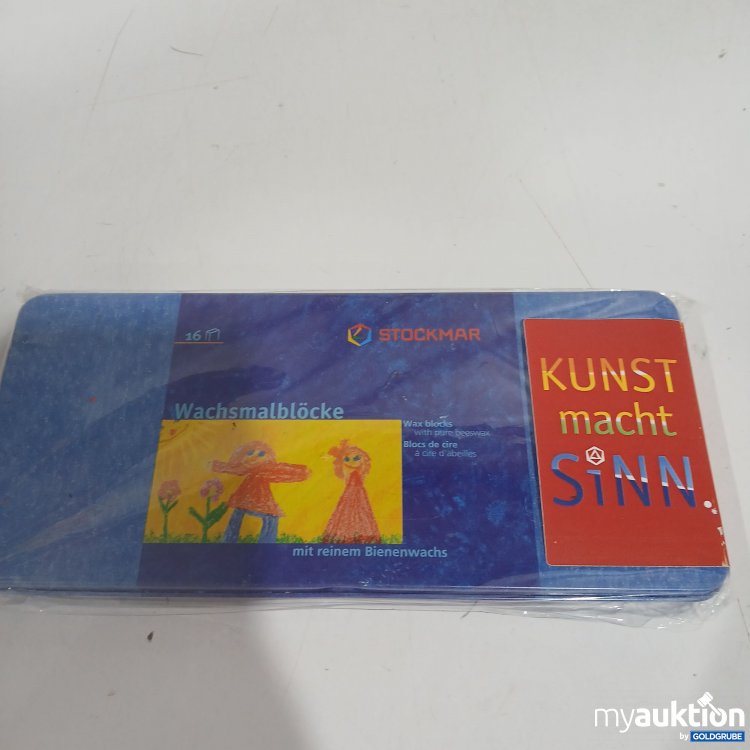 16
STOCKMAR
Wachsmalblöcke
Wax blocks
with pure beeswax
Blocs de cire
à cire d'abeilles
mit reinem Bienenwachs
KUNST
macht
SiNN.
myauktion
by GOLDGRUBE